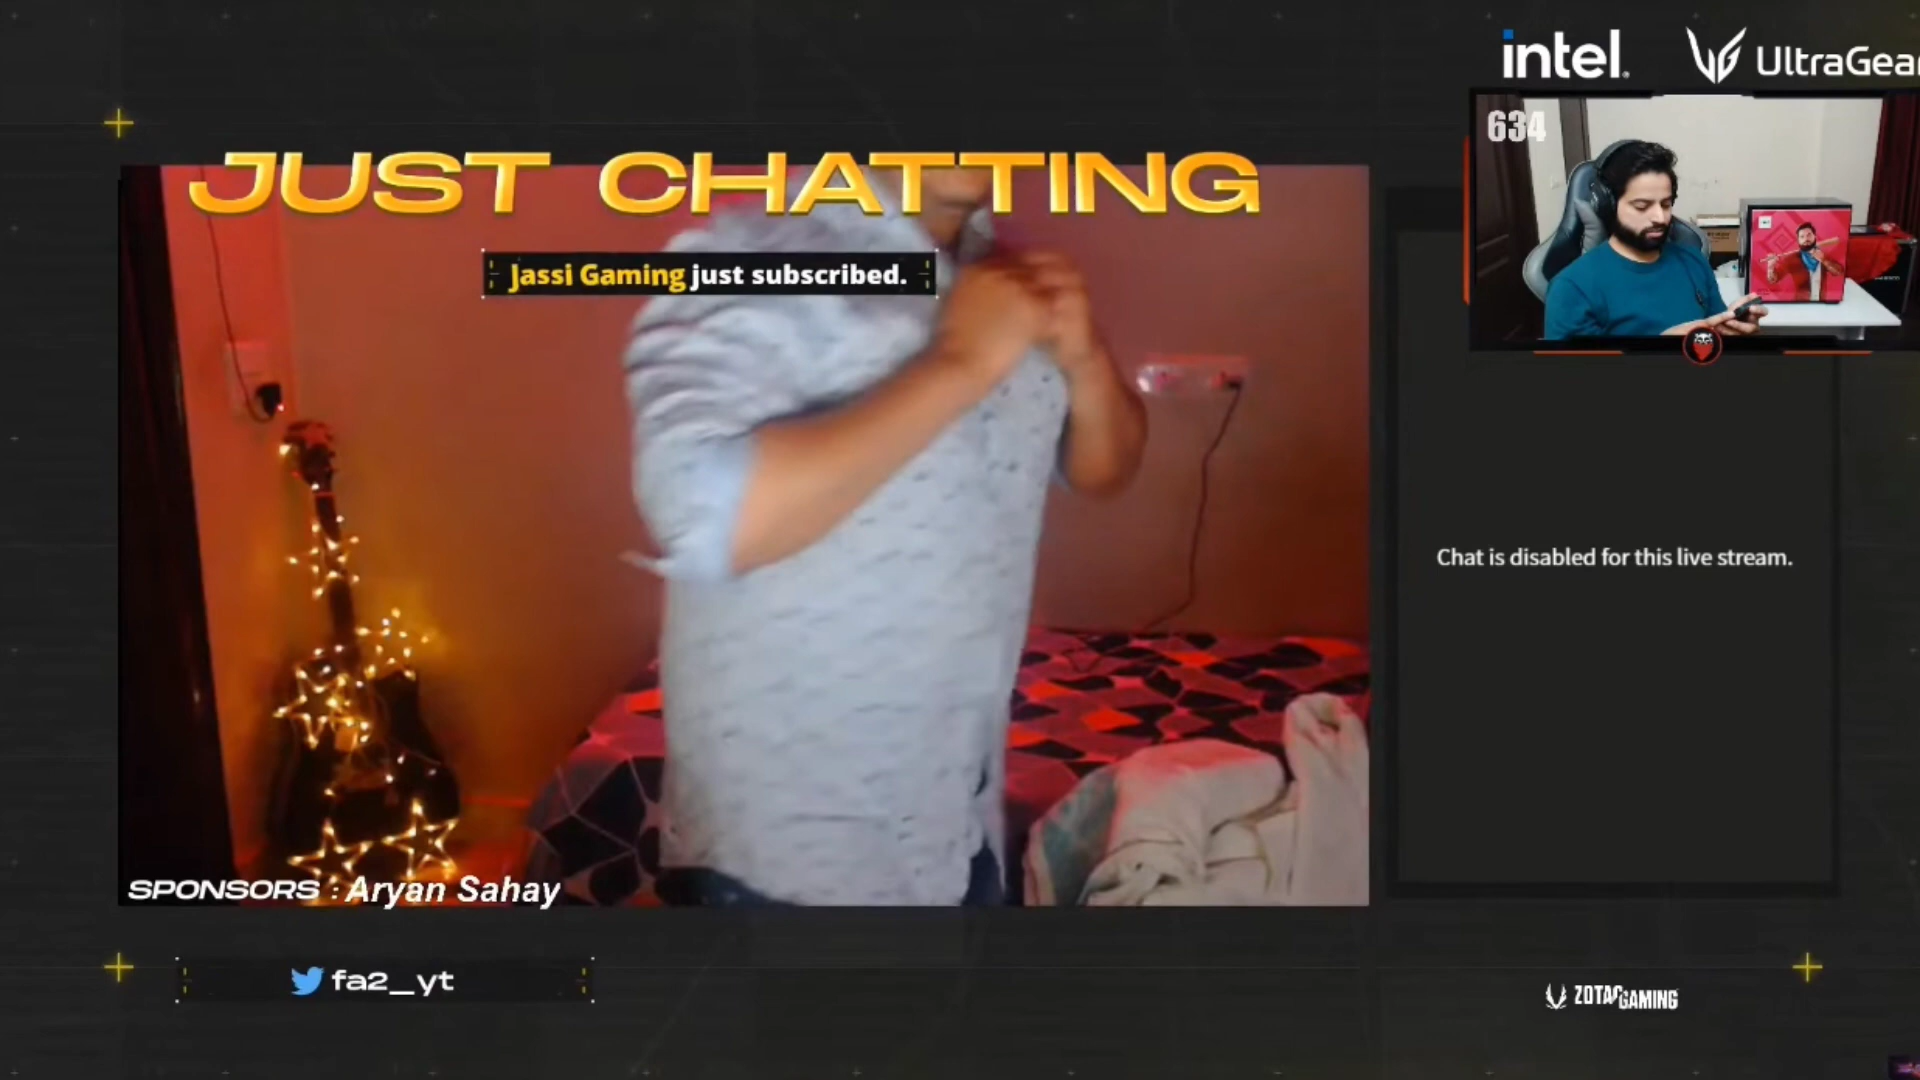 intel.
UltraGear
634
JUST CHATTING
Jassi Gaming just subscribed.
Chat is disabled for this live stream.
SPONSORS : Aryan Sahay
fa2_yt
ZOTAC GAMING